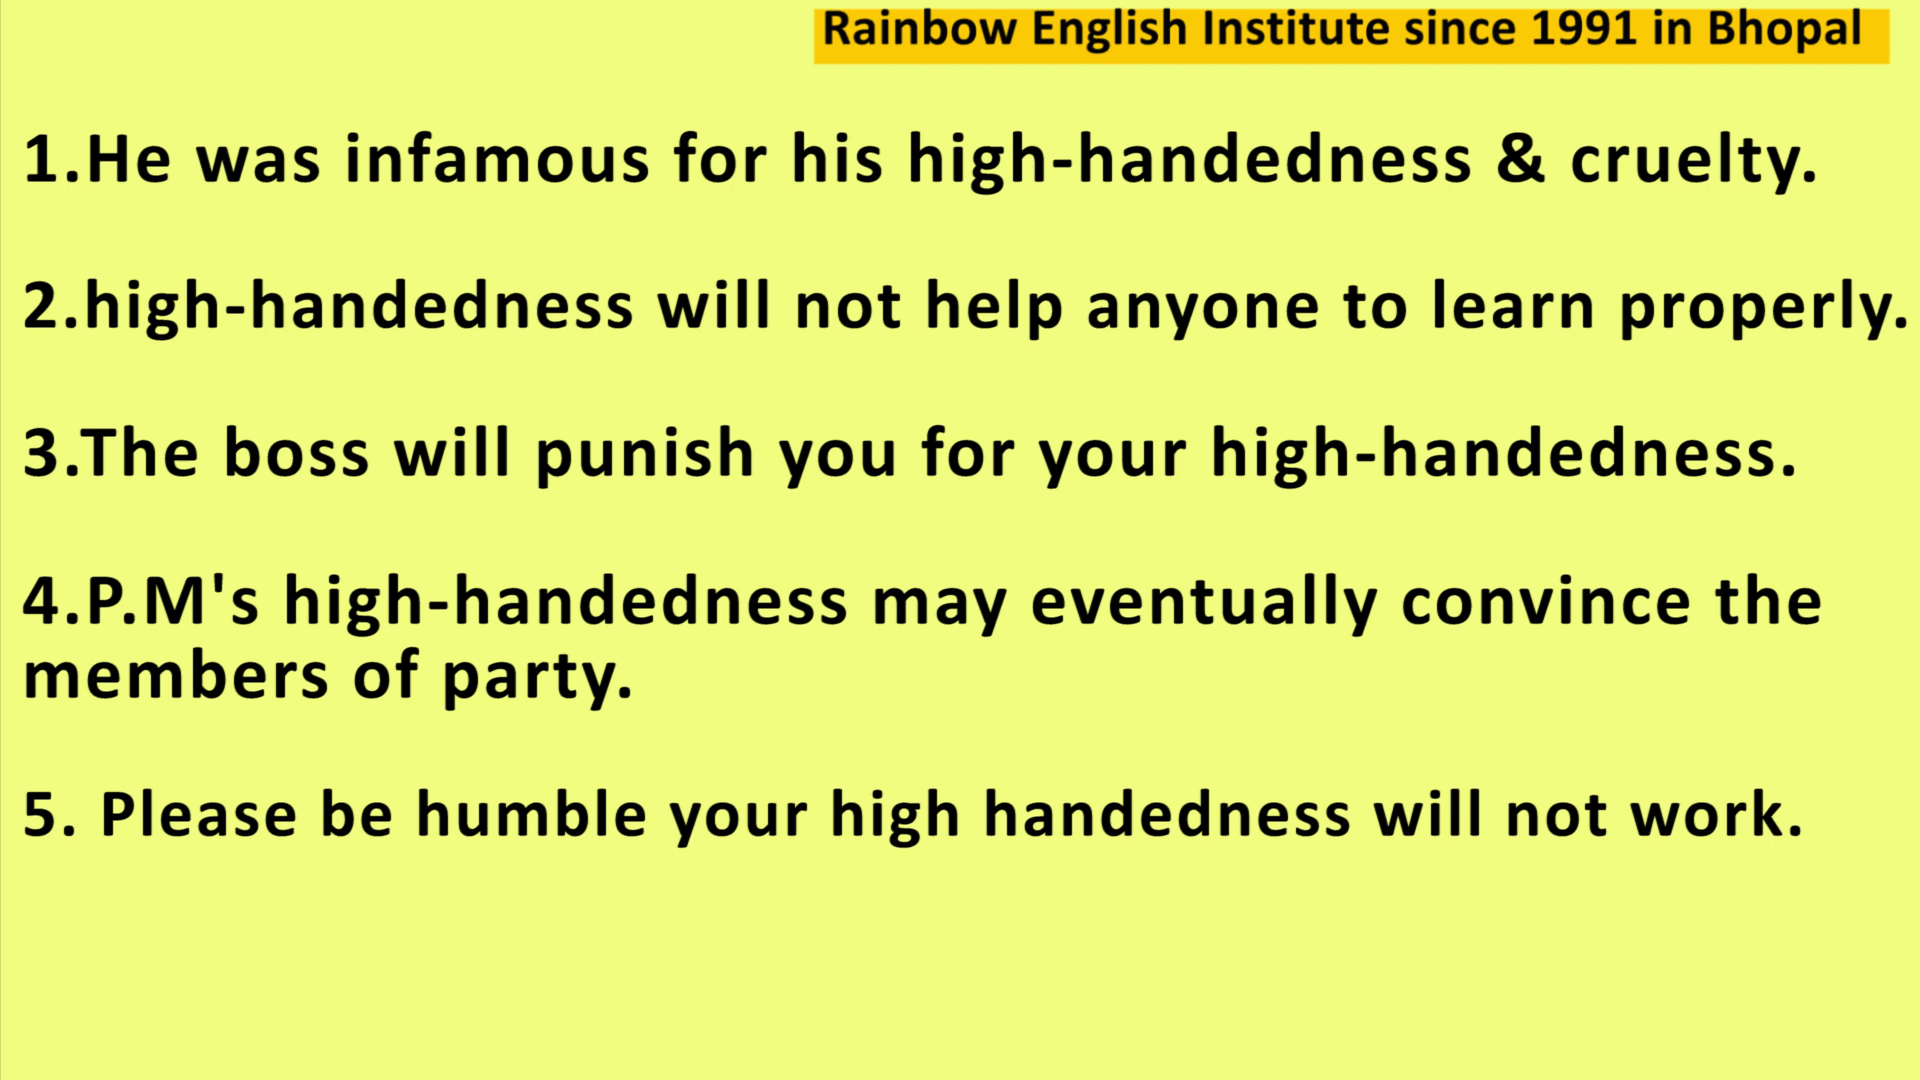 Rainbow English Institute since 1991 in Bhopal
1.He was infamous for his high-handedness & cruelty.
2.high-handedness will not help anyone to learn properly.
3.The boss will punish you for your high-handedness.
4.P.M's high-handedness may eventually convince the
members of party.
5. Please be humble your high handedness will not work.